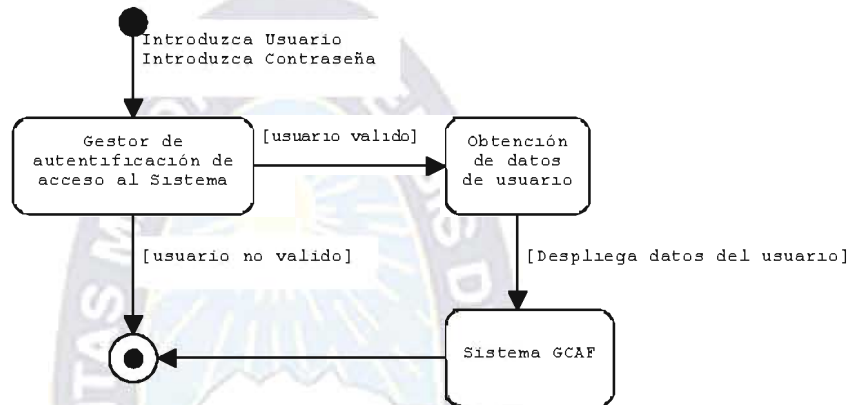 Introduzca Usuario
Introduzca Contraseña
Gestor de
autentificación de
acceso al Sistema
[usuario valido]
Obtención
de datos
de usuario
[usuario no valido]
[Despliega datos del usuario]
Sistema GCAF